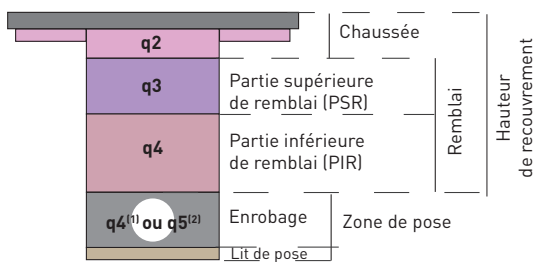 q2
Chaussée
q3
Partie supérieure
de remblai (PSR)
q4
Partie inférieure
de remblai (PIR)
Remblai
Hauteur
de recouvrement
q4(1) ou q5(2)
Enrobage
Zone de pose
Lit de pose